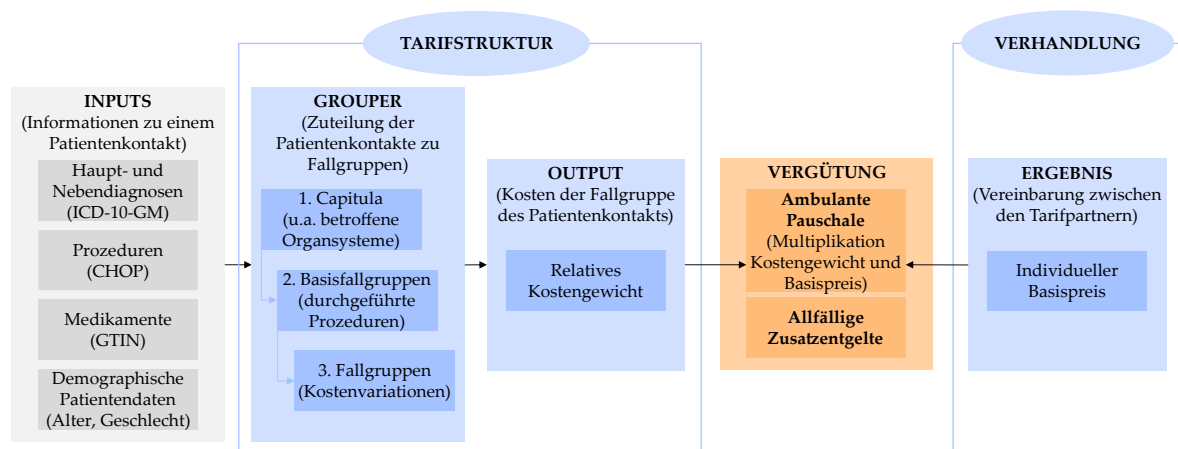 TARIFSTRUKTUR
VERHANDLUNG
INPUTS
(Informationen zu einem
Patientenkontakt)
Haupt- und
Nebendiagnosen
(ICD-10-GM)
Prozeduren
(CHOP)
Medikamente
(GTIN)
Demographische
Patientendaten
(Alter, Geschlecht)
GROUPER
(Zuteilung der
Patientenkontakte zu
Fallgruppen)
1. Capitula
(u.a. betroffene
Organsysteme)
2. Basisfallgruppen
(durchgeführte
Prozeduren)
3. Fallgruppen
(Kostenvariationen)
OUTPUT
(Kosten der Fallgruppe
des Patientenkontakts)
Relatives
Kostengewicht
VERGÜTUNG
Ambulante
Pauschale
(Multiplikation
Kostengewicht und
Basispreis)
Allfällige
Zusatzentgelte
ERGEBNIS
(Vereinbarung zwischen
den Tarifpartnern)
Individueller
Basispreis